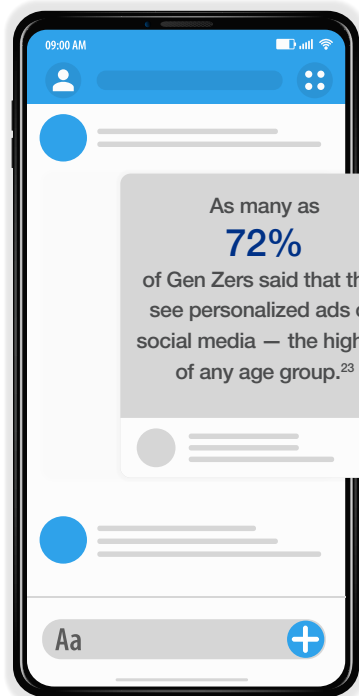 09:00 AM
As many as
72%
of Gen Zers said that th
see personalized ads o
social media — the high
of any age group.23
Aa